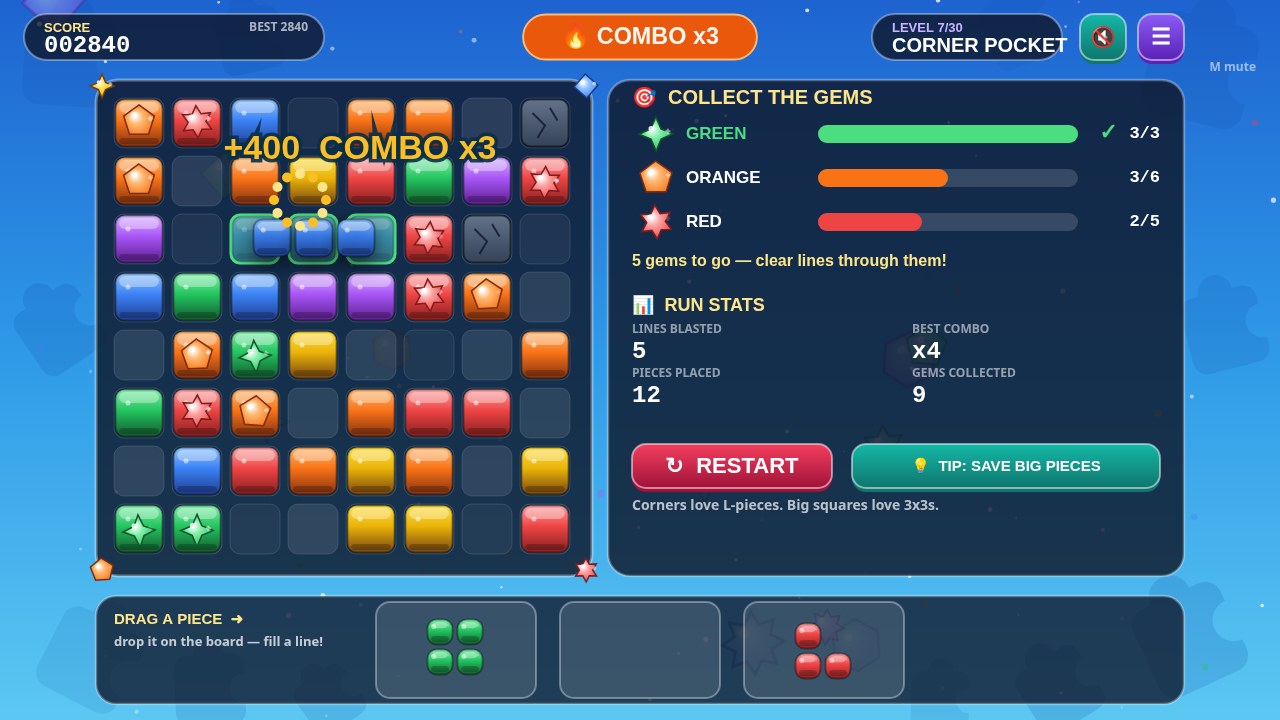 SCORE
BEST 2840
002840
🔥 COMBO x3
LEVEL 7/30
CORNER POCKET
M mute
+400 COMBO x3
🎯 COLLECT THE GEMS
GREEN ✓ 3/3
ORANGE 3/6
RED 2/5
5 gems to go — clear lines through them!
📊 RUN STATS
LINES BLASTED
5
BEST COMBO
x4
PIECES PLACED
12
GEMS COLLECTED
9
↻ RESTART
💡 TIP: SAVE BIG PIECES
Corners love L-pieces. Big squares love 3x3s.
DRAG A PIECE ➜
drop it on the board — fill a line!